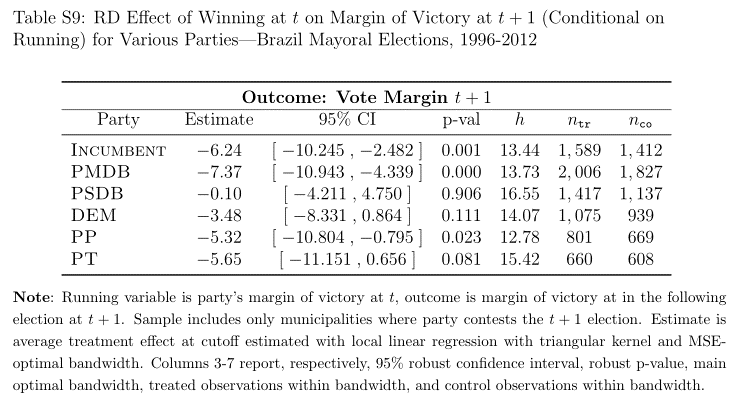 Table S9: RD Effect of Winning at t on Margin of Victory at t + 1 (Conditional on
Running) for Various Parties—Brazil Mayoral Elections, 1996-2012
Outcome: Vote Margin t + 1
Party Estimate 95% CI p-val h n_tr n_co
INCUMBENT −6.24 [ −10.245 , −2.482 ] 0.001 13.44 1,589 1,412
PMDB −7.37 [ −10.943 , −4.339 ] 0.000 13.73 2,006 1,827
PSDB −0.10 [ −4.211 , 4.750 ] 0.906 16.55 1,417 1,137
DEM −3.48 [ −8.331 , 0.864 ] 0.111 14.07 1,075 939
PP −5.32 [ −10.804 , −0.795 ] 0.023 12.78 801 669
PT −5.65 [ −11.151 , 0.656 ] 0.081 15.42 660 608
Note: Running variable is party's margin of victory at t, outcome is margin of victory at in the following
election at t + 1. Sample includes only municipalities where party contests the t + 1 election. Estimate is
average treatment effect at cutoff estimated with local linear regression with triangular kernel and MSE-
optimal bandwidth. Columns 3-7 report, respectively, 95% robust confidence interval, robust p-value, main
optimal bandwidth, treated observations within bandwidth, and control observations within bandwidth.